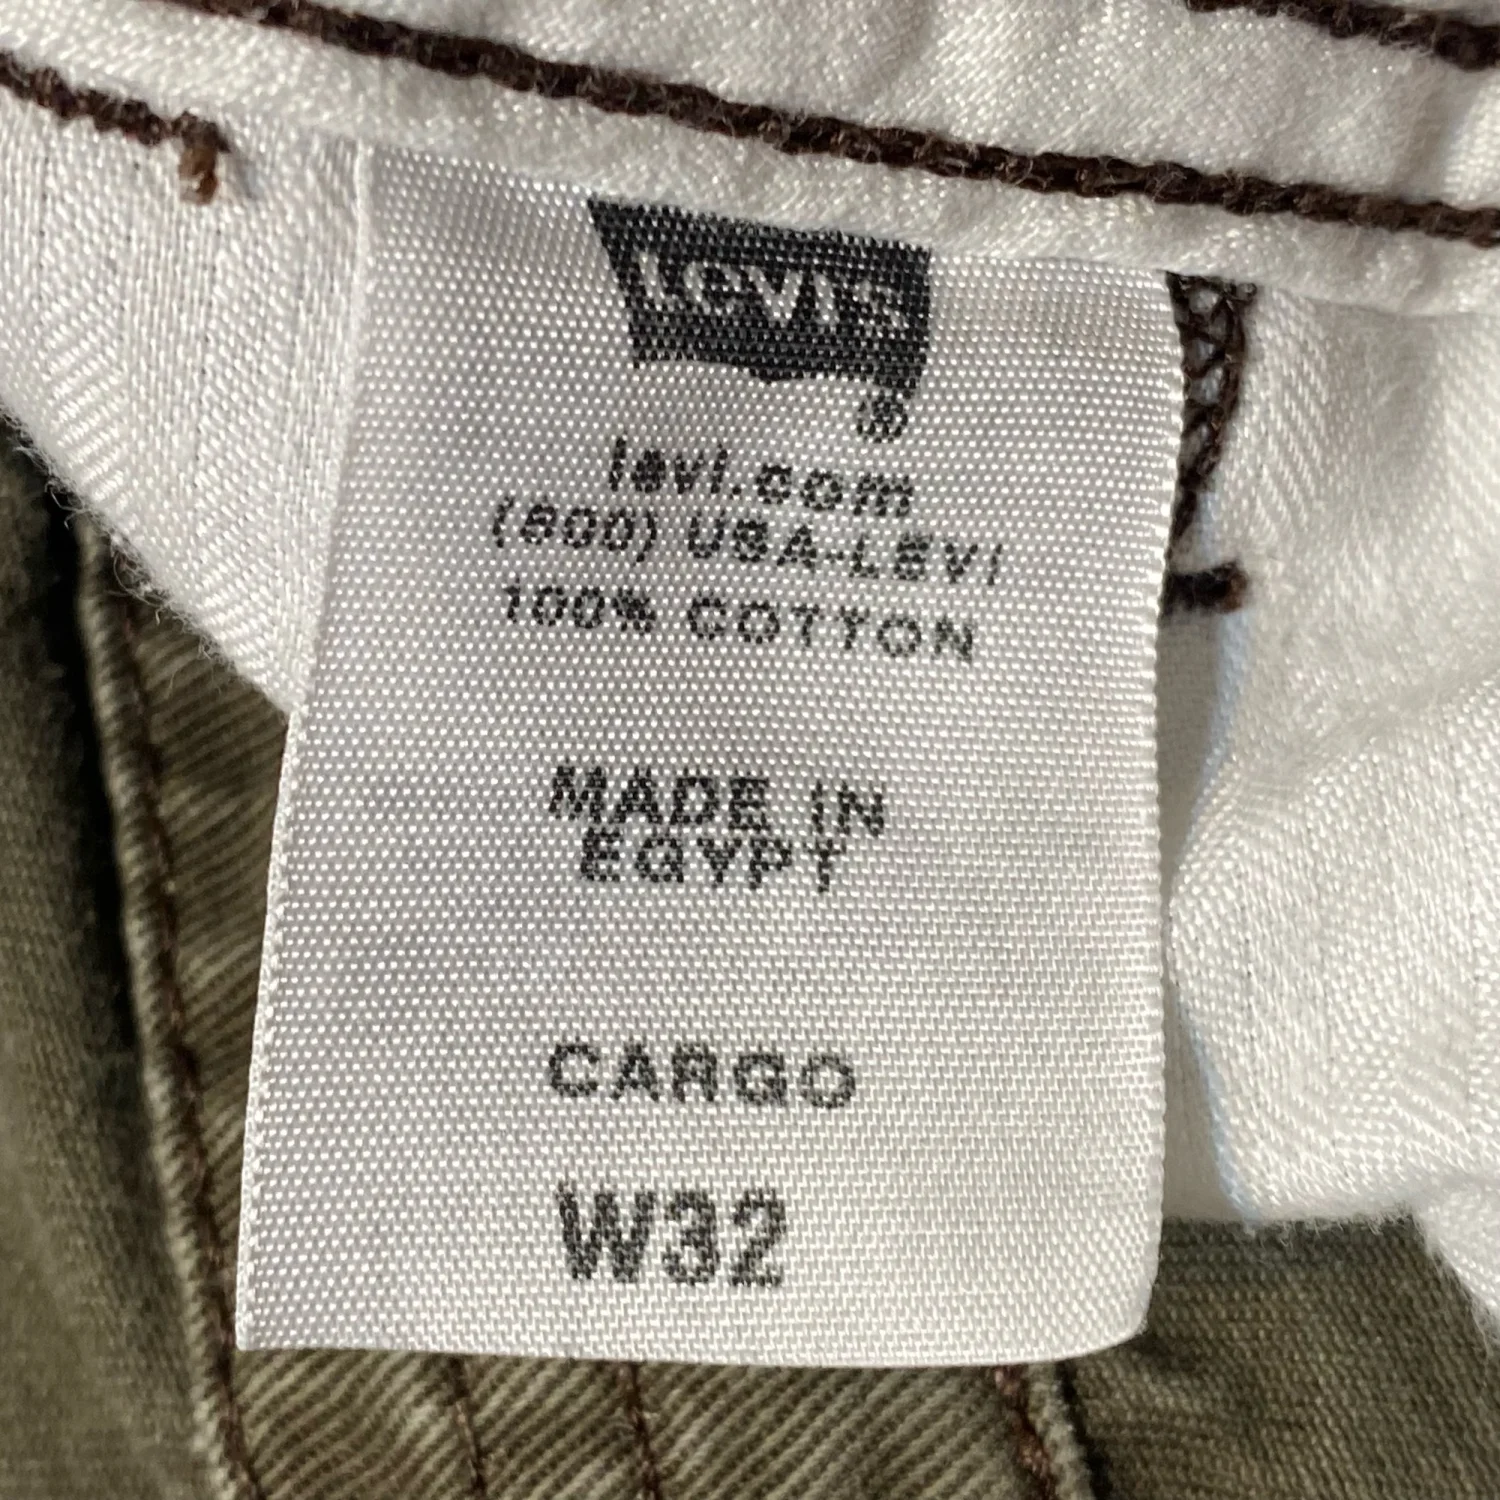 Levi's
®
levi.com
(800) USA-LEVI
100% COTTON
MADE IN
EGYPT
CARGO
W32